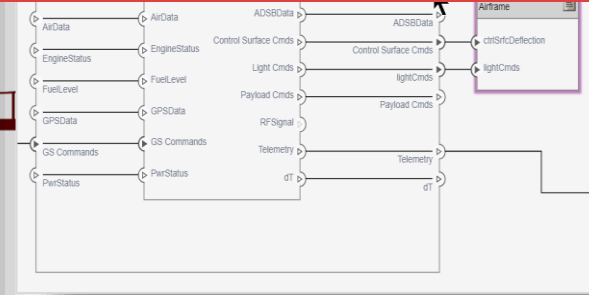 AirData
EngineStatus
FuelLevel
GPSData
GS Commands
PwrStatus
AirData
EngineStatus
FuelLevel
GPSData
GS Commands
PwrStatus
ADSBData
Control Surface Cmds
Light Cmds
Payload Cmds
RFSignal
Telemetry
dT
ADSBData
Control Surface Cmds
lightCmds
Payload Cmds
Telemetry
dT
Airframe
ctrlSrfcDeflection
lightCmds